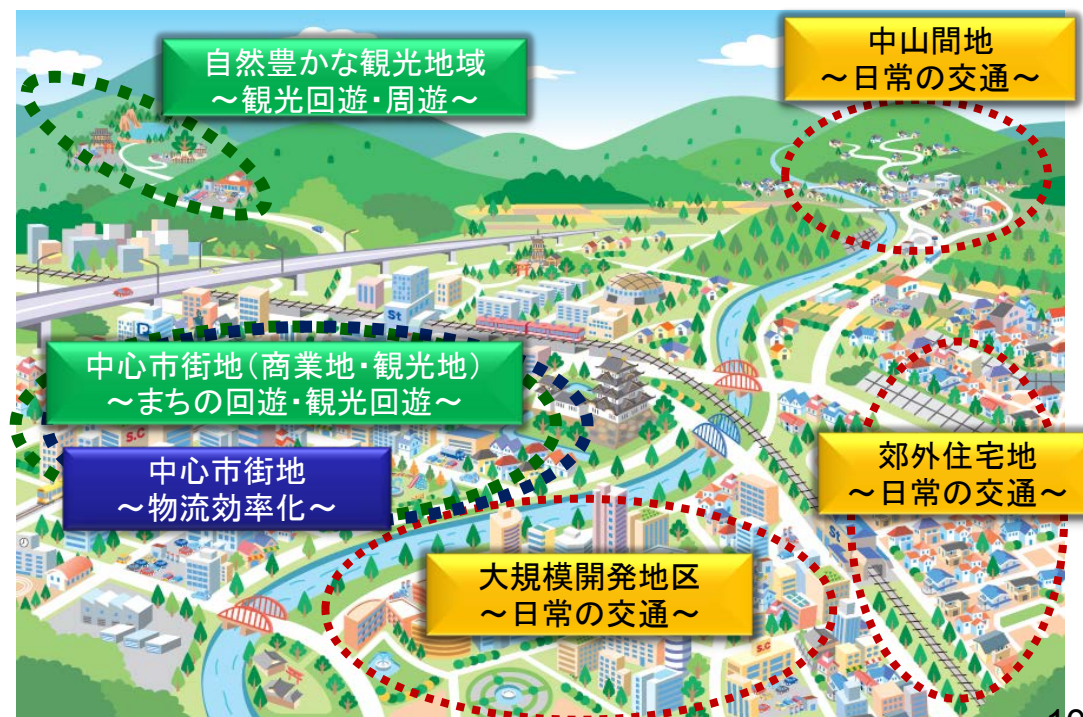 自然豊かな観光地域
～観光回遊・周遊～
中山間地
～日常の交通～
P
St
中心市街地（商業地・観光地）
～まちの回遊・観光回遊～
S.C
中心市街地
～物流効率化～
郊外住宅地
～日常の交通～
St
大規模開発地区
～日常の交通～
S.C